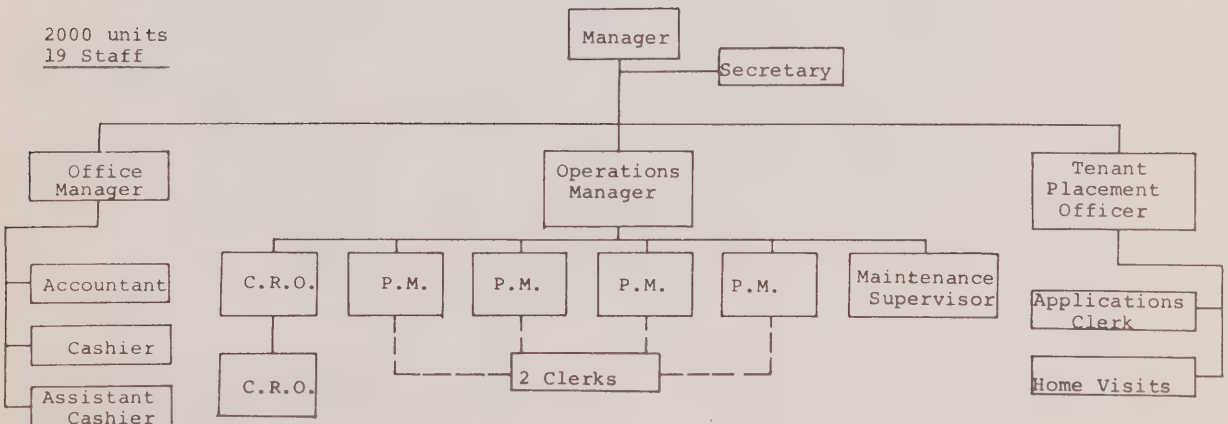 2000 units
19 Staff
Manager
Secretary
Office
Manager
Operations
Manager
Tenant
Placement
Officer
Accountant
Cashier
Assistant
Cashier
C.R.O.
P.M.
P.M.
P.M.
P.M.
Maintenance
Supervisor
C.R.O.
2 Clerks
Applications
Clerk
Home Visits